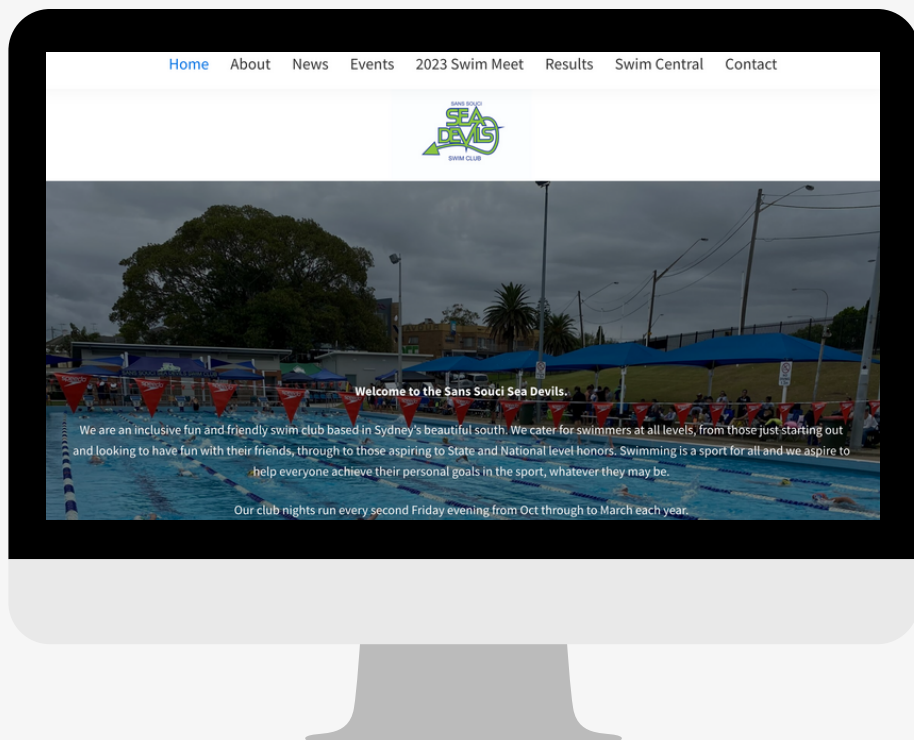 Home About News Events 2023 Swim Meet Results Swim Central Contact
SANS SOUCI
SEA
DEVILS
SWIM CLUB
Welcome to the Sans Souci Sea Devils.
We are an inclusive fun and friendly swim club based in Sydney's beautiful south. We cater for swimmers at all levels, from those just starting out
and looking to have fun with their friends, through to those aspiring to State and National level honors. Swimming is a sport for all and we aspire to
help everyone achieve their personal goals in the sport, whatever they may be.
Our club nights run every second Friday evening from Oct through to March each year.